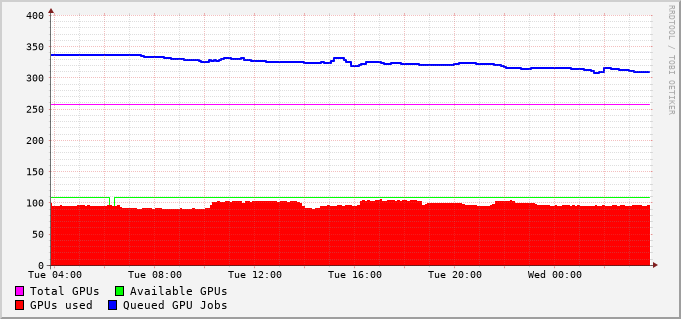 RRDTOOL / TOBI OETIKER
400
350
300
250
200
150
100
50
0
Tue 04:00 Tue 08:00 Tue 12:00 Tue 16:00 Tue 20:00 Wed 00:00
Total GPUs Available GPUs
GPUs used Queued GPU Jobs